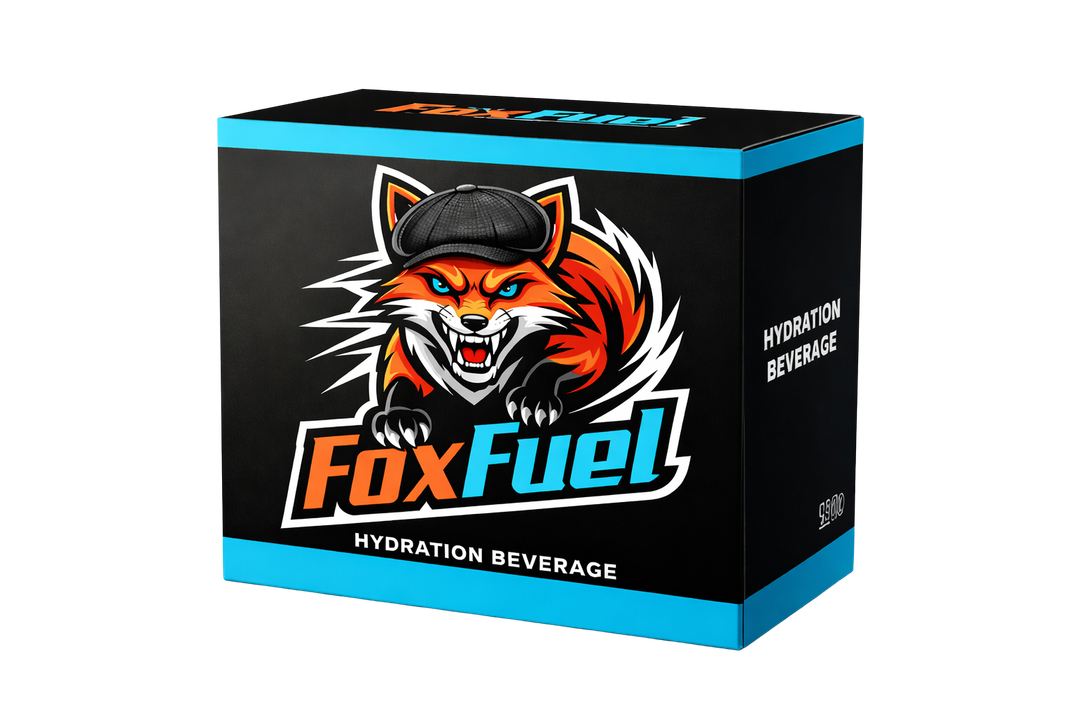 FoxFuel
FoxFuel
HYDRATION BEVERAGE
HYDRATION
BEVERAGE